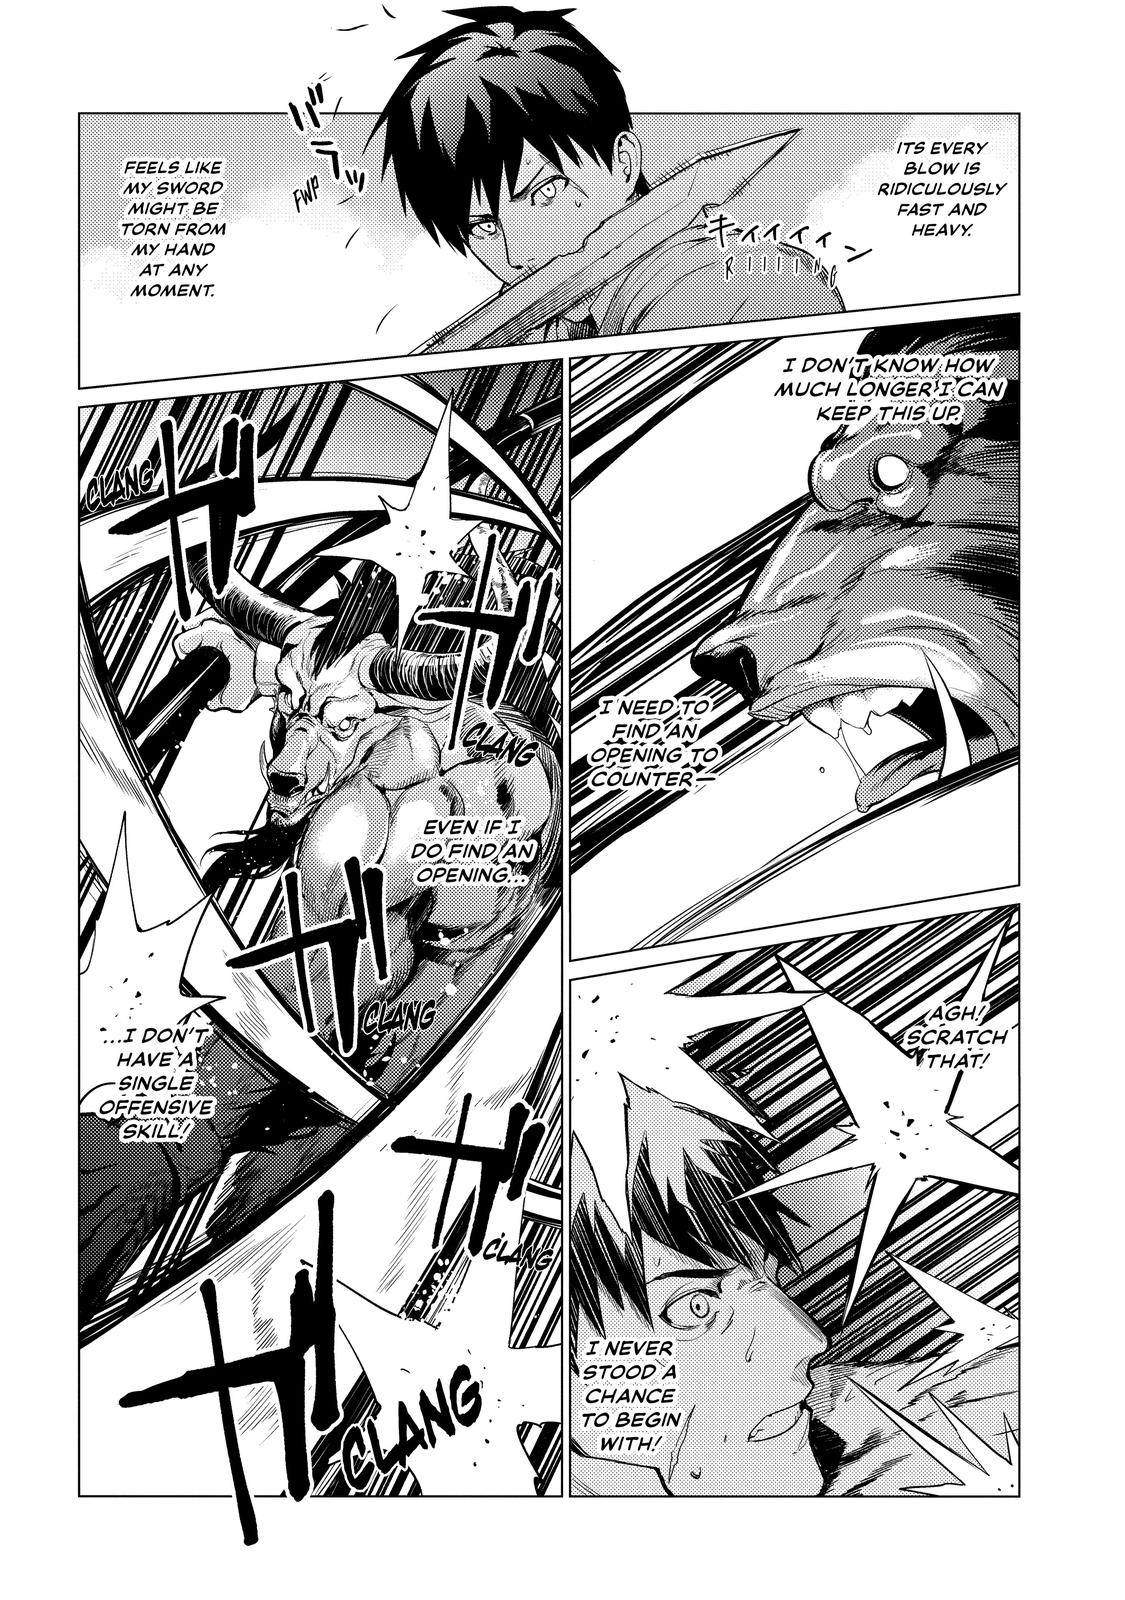 ITS EVERY
BLOW IS
RIDICULOUSLY
FAST AND
HEAVY.
キィィィィン
RIIIIING
ブラッ
FWP
FEELS LIKE
MY SWORD
MIGHT BE
TORN FROM
MY HAND
AT ANY
MOMENT.
I DON'T KNOW HOW
MUCH LONGER I CAN
KEEP THIS UP.
I NEED TO
FIND AN
OPENING TO
COUNTER—
AGH!
SCRATCH
THAT!
I NEVER
STOOD A
CHANCE
TO BEGIN
WITH!
ガ
CLANG
ガ
CLANG
EVEN IF I
DO FIND AN
OPENING...
ガ
CLANG
...I DON'T
HAVE A
SINGLE
OFFENSIVE
SKILL!
ガ
CLANG
ガ
CLANG